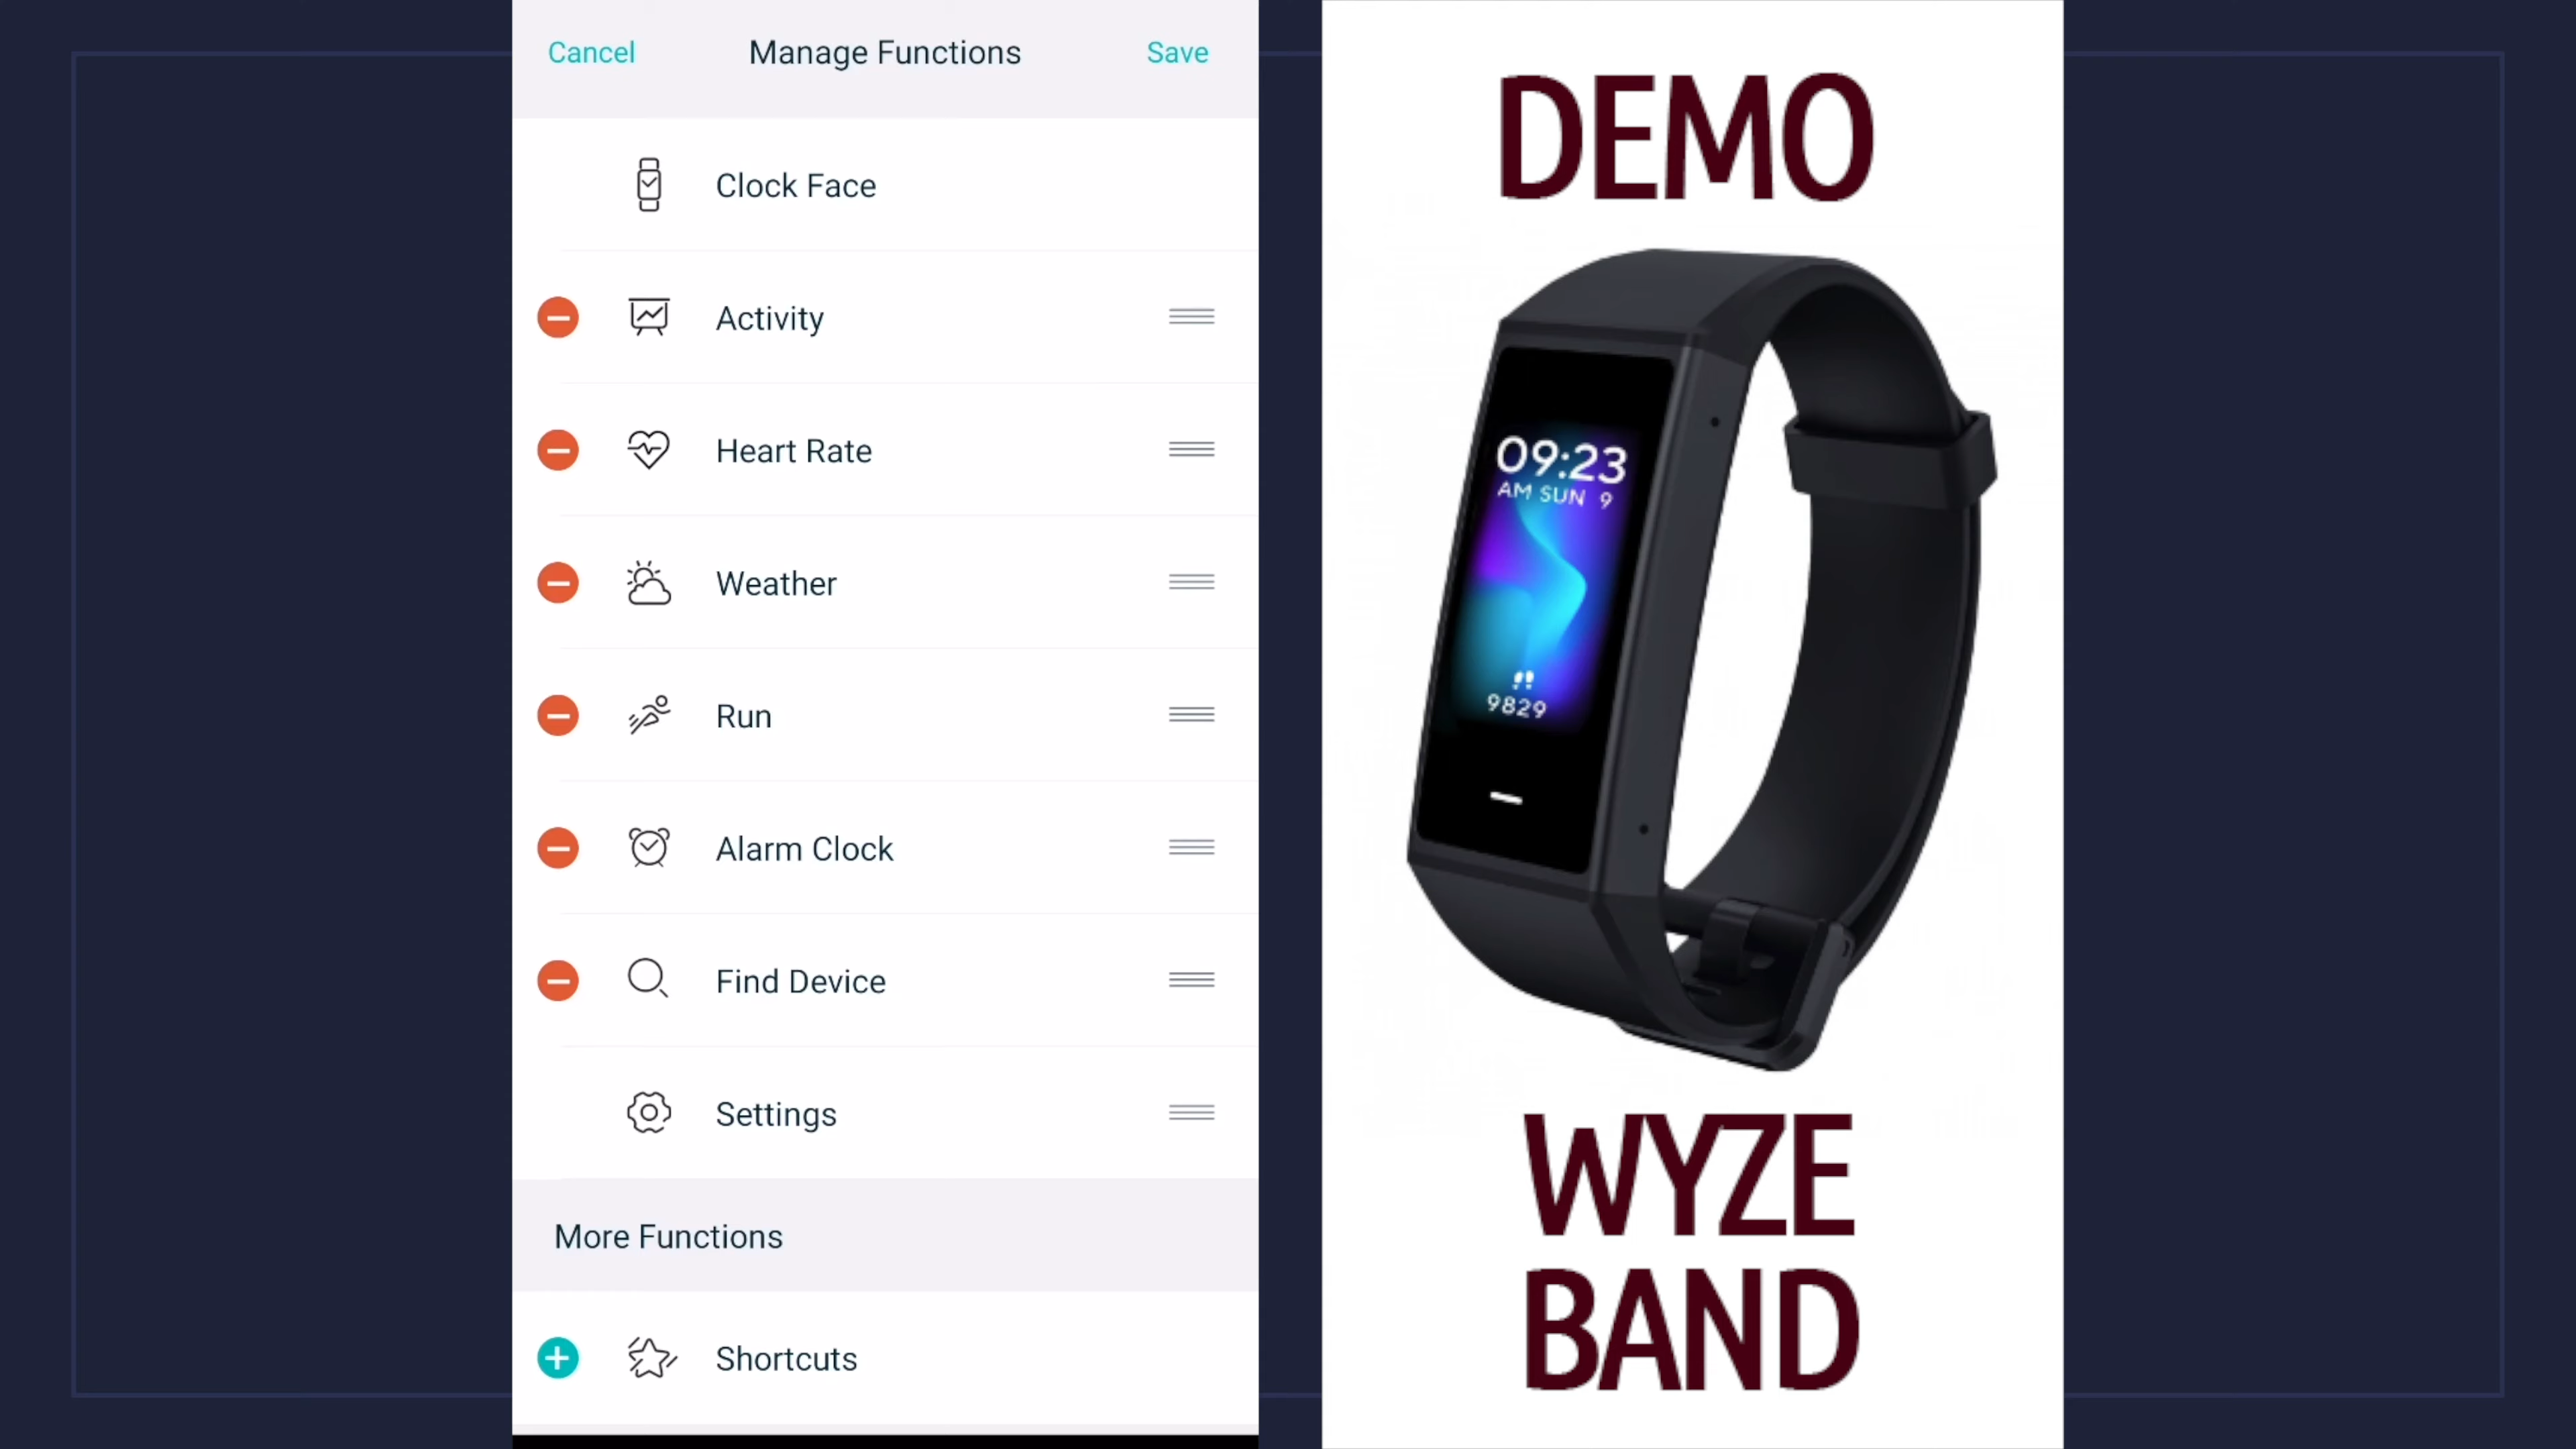 Cancel Manage Functions Save
Clock Face
Activity
Heart Rate
Weather
Run
Alarm Clock
Find Device
Settings
More Functions
Shortcuts
DEMO
09:23
AM SUN 9
9829
WYZE
BAND